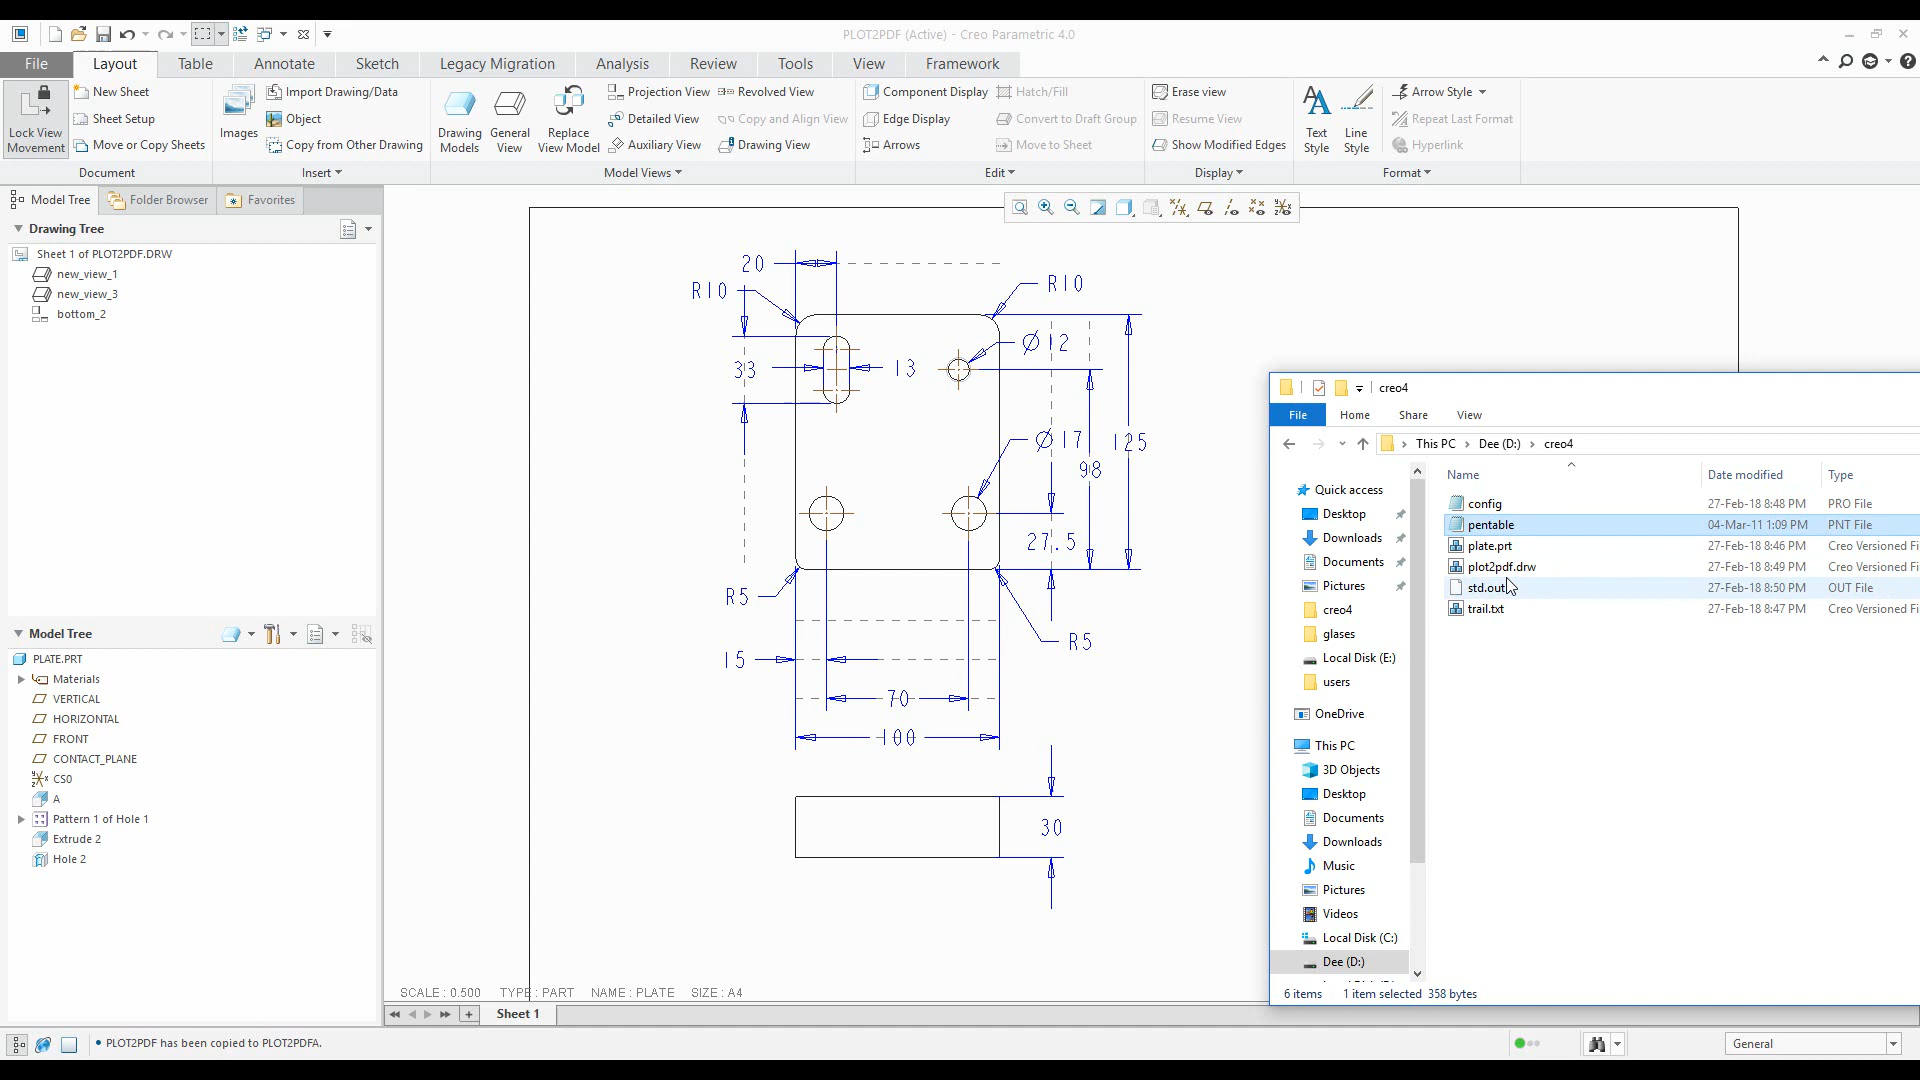 PLOT2PDF (Active) - Creo Parametric 4.0
File Layout Table Annotate Sketch Legacy Migration Analysis Review Tools View Framework
Lock View Movement
New Sheet
Sheet Setup
Move or Copy Sheets
Document
Images
Import Drawing/Data
Object
Copy from Other Drawing
Insert
Drawing Models
General View
Replace View Model
Projection View
Detailed View
Auxiliary View
Revolved View
Copy and Align View
Drawing View
Model Views
Component Display
Edge Display
Arrows
Hatch/Fill
Convert to Draft Group
Move to Sheet
Edit
Erase view
Resume View
Show Modified Edges
Display
Text Style
Line Style
Arrow Style
Repeat Last Format
Hyperlink
Format
Model Tree Folder Browser Favorites
Drawing Tree
Sheet 1 of PLOT2PDF.DRW
new_view_1
new_view_3
bottom_2
Model Tree
PLATE.PRT
Materials
VERTICAL
HORIZONTAL
FRONT
CONTACT_PLANE
CS0
A
Pattern 1 of Hole 1
Extrude 2
Hole 2
20
R10
R10
Ø12
33
13
Ø17
125
98
27.5
R5
R5
15
70
100
30
SCALE : 0.500 TYPE : PART NAME : PLATE SIZE : A4
Sheet 1
creo4
File Home Share View
This PC Dee (D:) creo4
Quick access
Desktop
Downloads
Documents
Pictures
creo4
glases
Local Disk (E:)
users
OneDrive
This PC
3D Objects
Desktop
Documents
Downloads
Music
Pictures
Videos
Local Disk (C:)
Dee (D:)
Name Date modified Type
config 27-Feb-18 8:48 PM PRO File
pentable 04-Mar-11 1:09 PM PNT File
plate.prt 27-Feb-18 8:46 PM Creo Versioned Fi
plot2pdf.drw 27-Feb-18 8:49 PM Creo Versioned Fi
std.out 27-Feb-18 8:50 PM OUT File
trail.txt 27-Feb-18 8:47 PM Creo Versioned Fi
6 items 1 item selected 358 bytes
• PLOT2PDF has been copied to PLOT2PDFA.
General